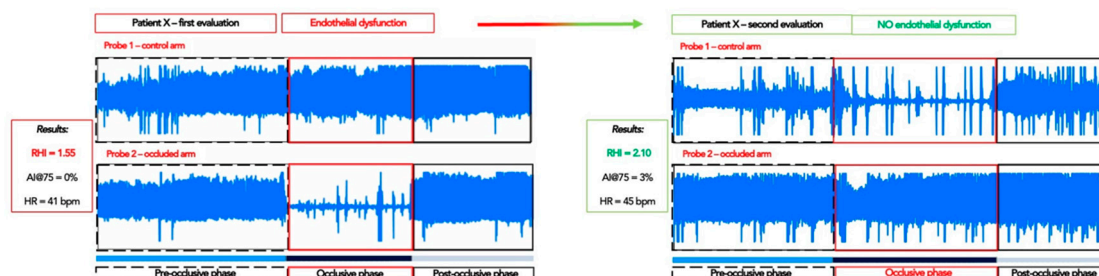 Patient X – first evaluation
Endothelial dysfunction
Probe 1 – control arm
Results:
RHI = 1.55
AI@75 = 0%
HR = 41 bpm
Probe 2 – occluded arm
Pre-occlusive phase
Occlusive phase
Post-occlusive phase
Patient X – second evaluation
NO endothelial dysfunction
Probe 1 – control arm
Results:
RHI = 2.10
AI@75 = 3%
HR = 45 bpm
Probe 2 – occluded arm
Pre-occlusive phase
Occlusive phase
Post-occlusive phase